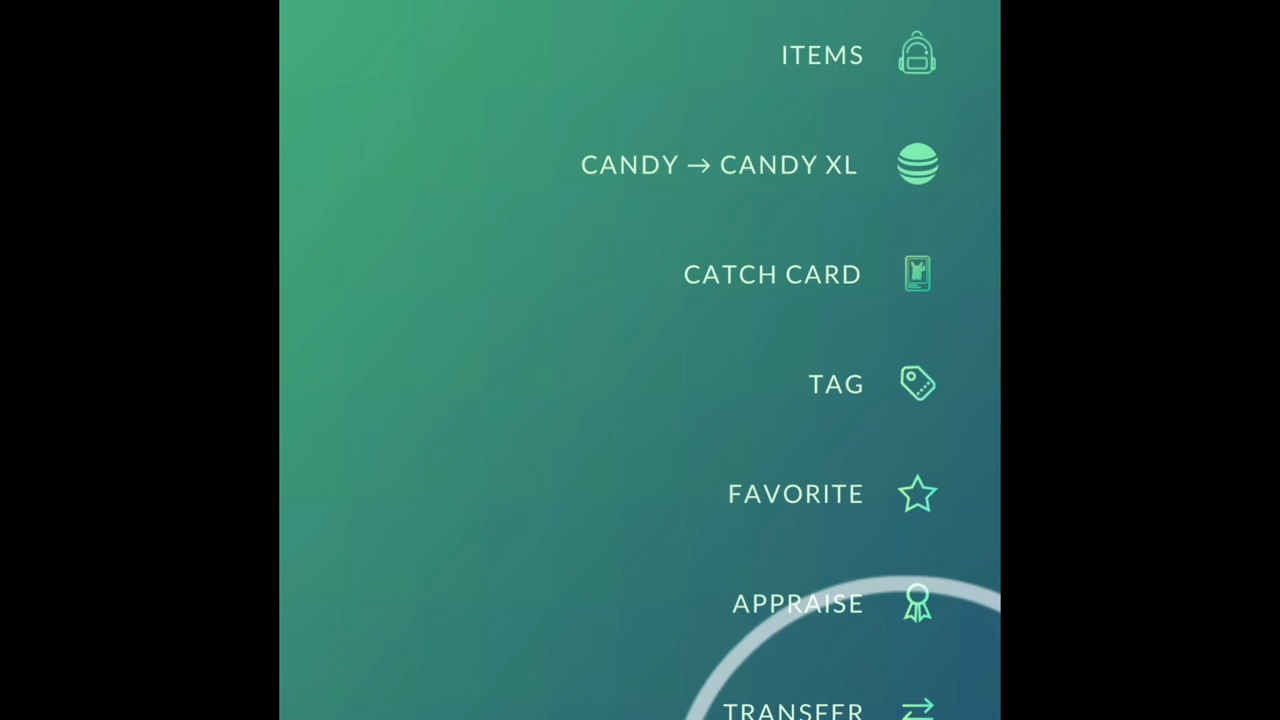 ITEMS
CANDY → CANDY XL
CATCH CARD
TAG
FAVORITE
APPRAISE
TRANSFER